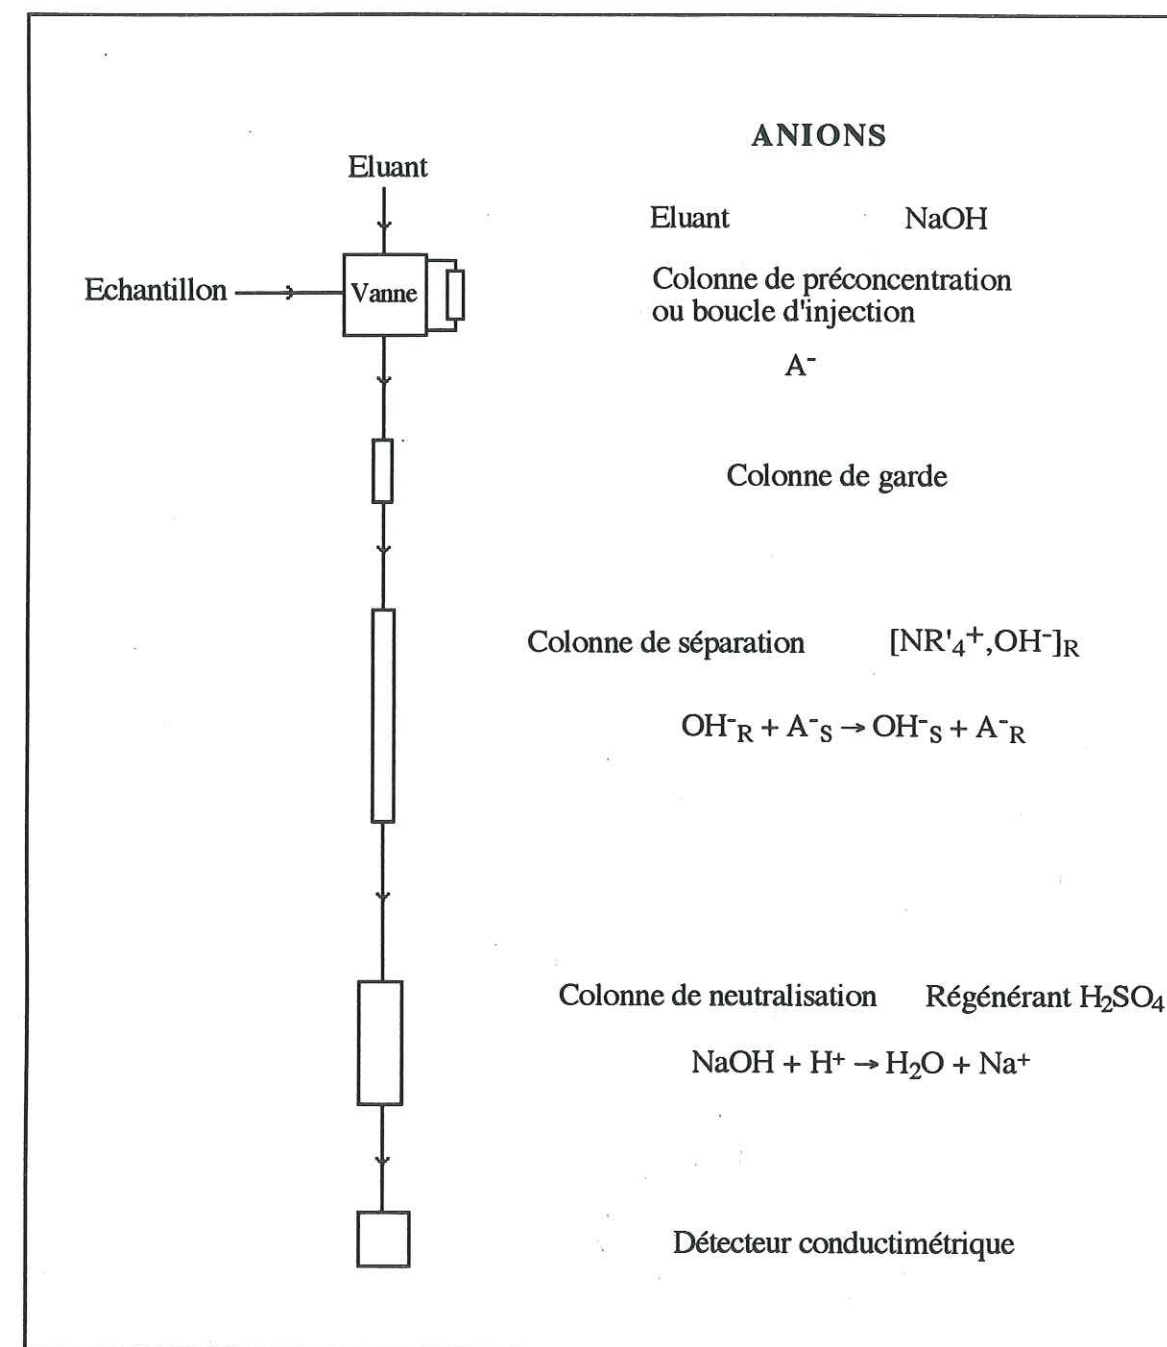 ANIONS
Eluant
Eluant NaOH
Echantillon Vanne Colonne de préconcentration
ou boucle d'injection
A⁻
Colonne de garde
Colonne de séparation [NR'₄⁺,OH⁻]R
OH⁻R + A⁻S → OH⁻S + A⁻R
Colonne de neutralisation Régénérant H₂SO₄
NaOH + H⁺ → H₂O + Na⁺
Détecteur conductimétrique